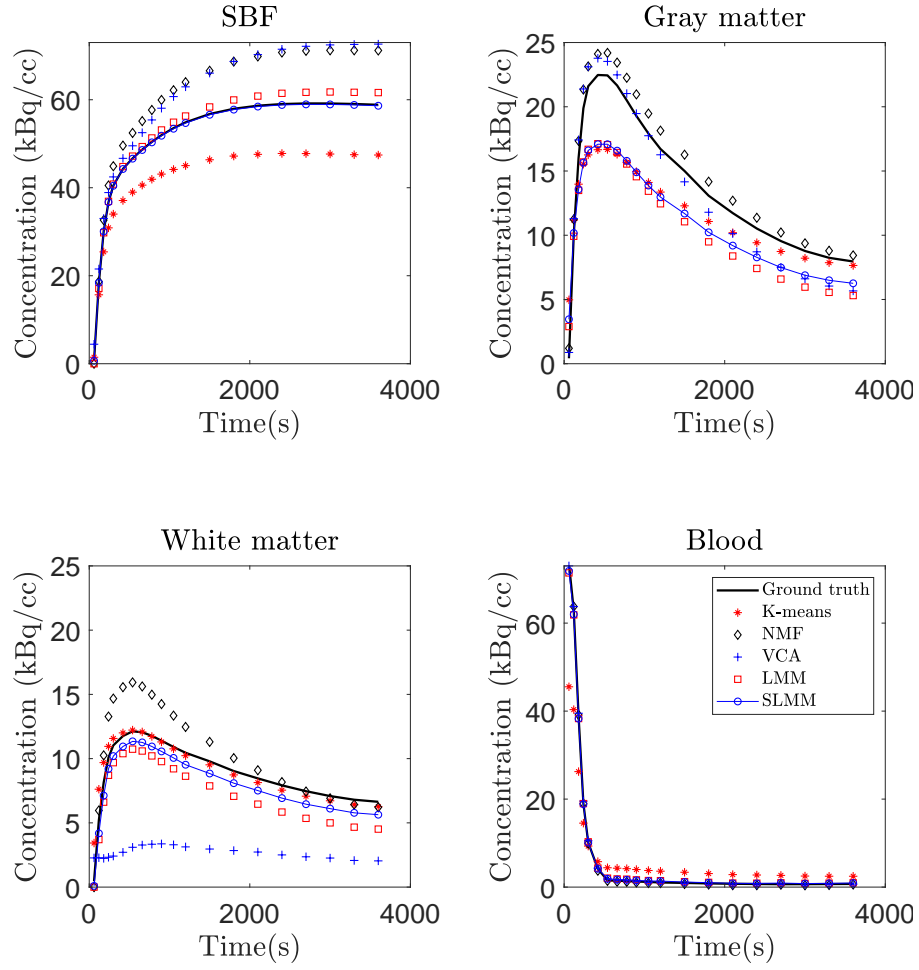 SBF
Concentration (kBq/cc)
60
40
20
0
0 2000 4000
Time(s)
Gray matter
Concentration (kBq/cc)
25
20
15
10
5
0
0 2000 4000
Time(s)
White matter
Concentration (kBq/cc)
25
20
15
10
5
0
0 2000 4000
Time(s)
Blood
Concentration (kBq/cc)
60
40
20
0
0 2000 4000
Time(s)
Ground truth
K-means
NMF
VCA
LMM
SLMM